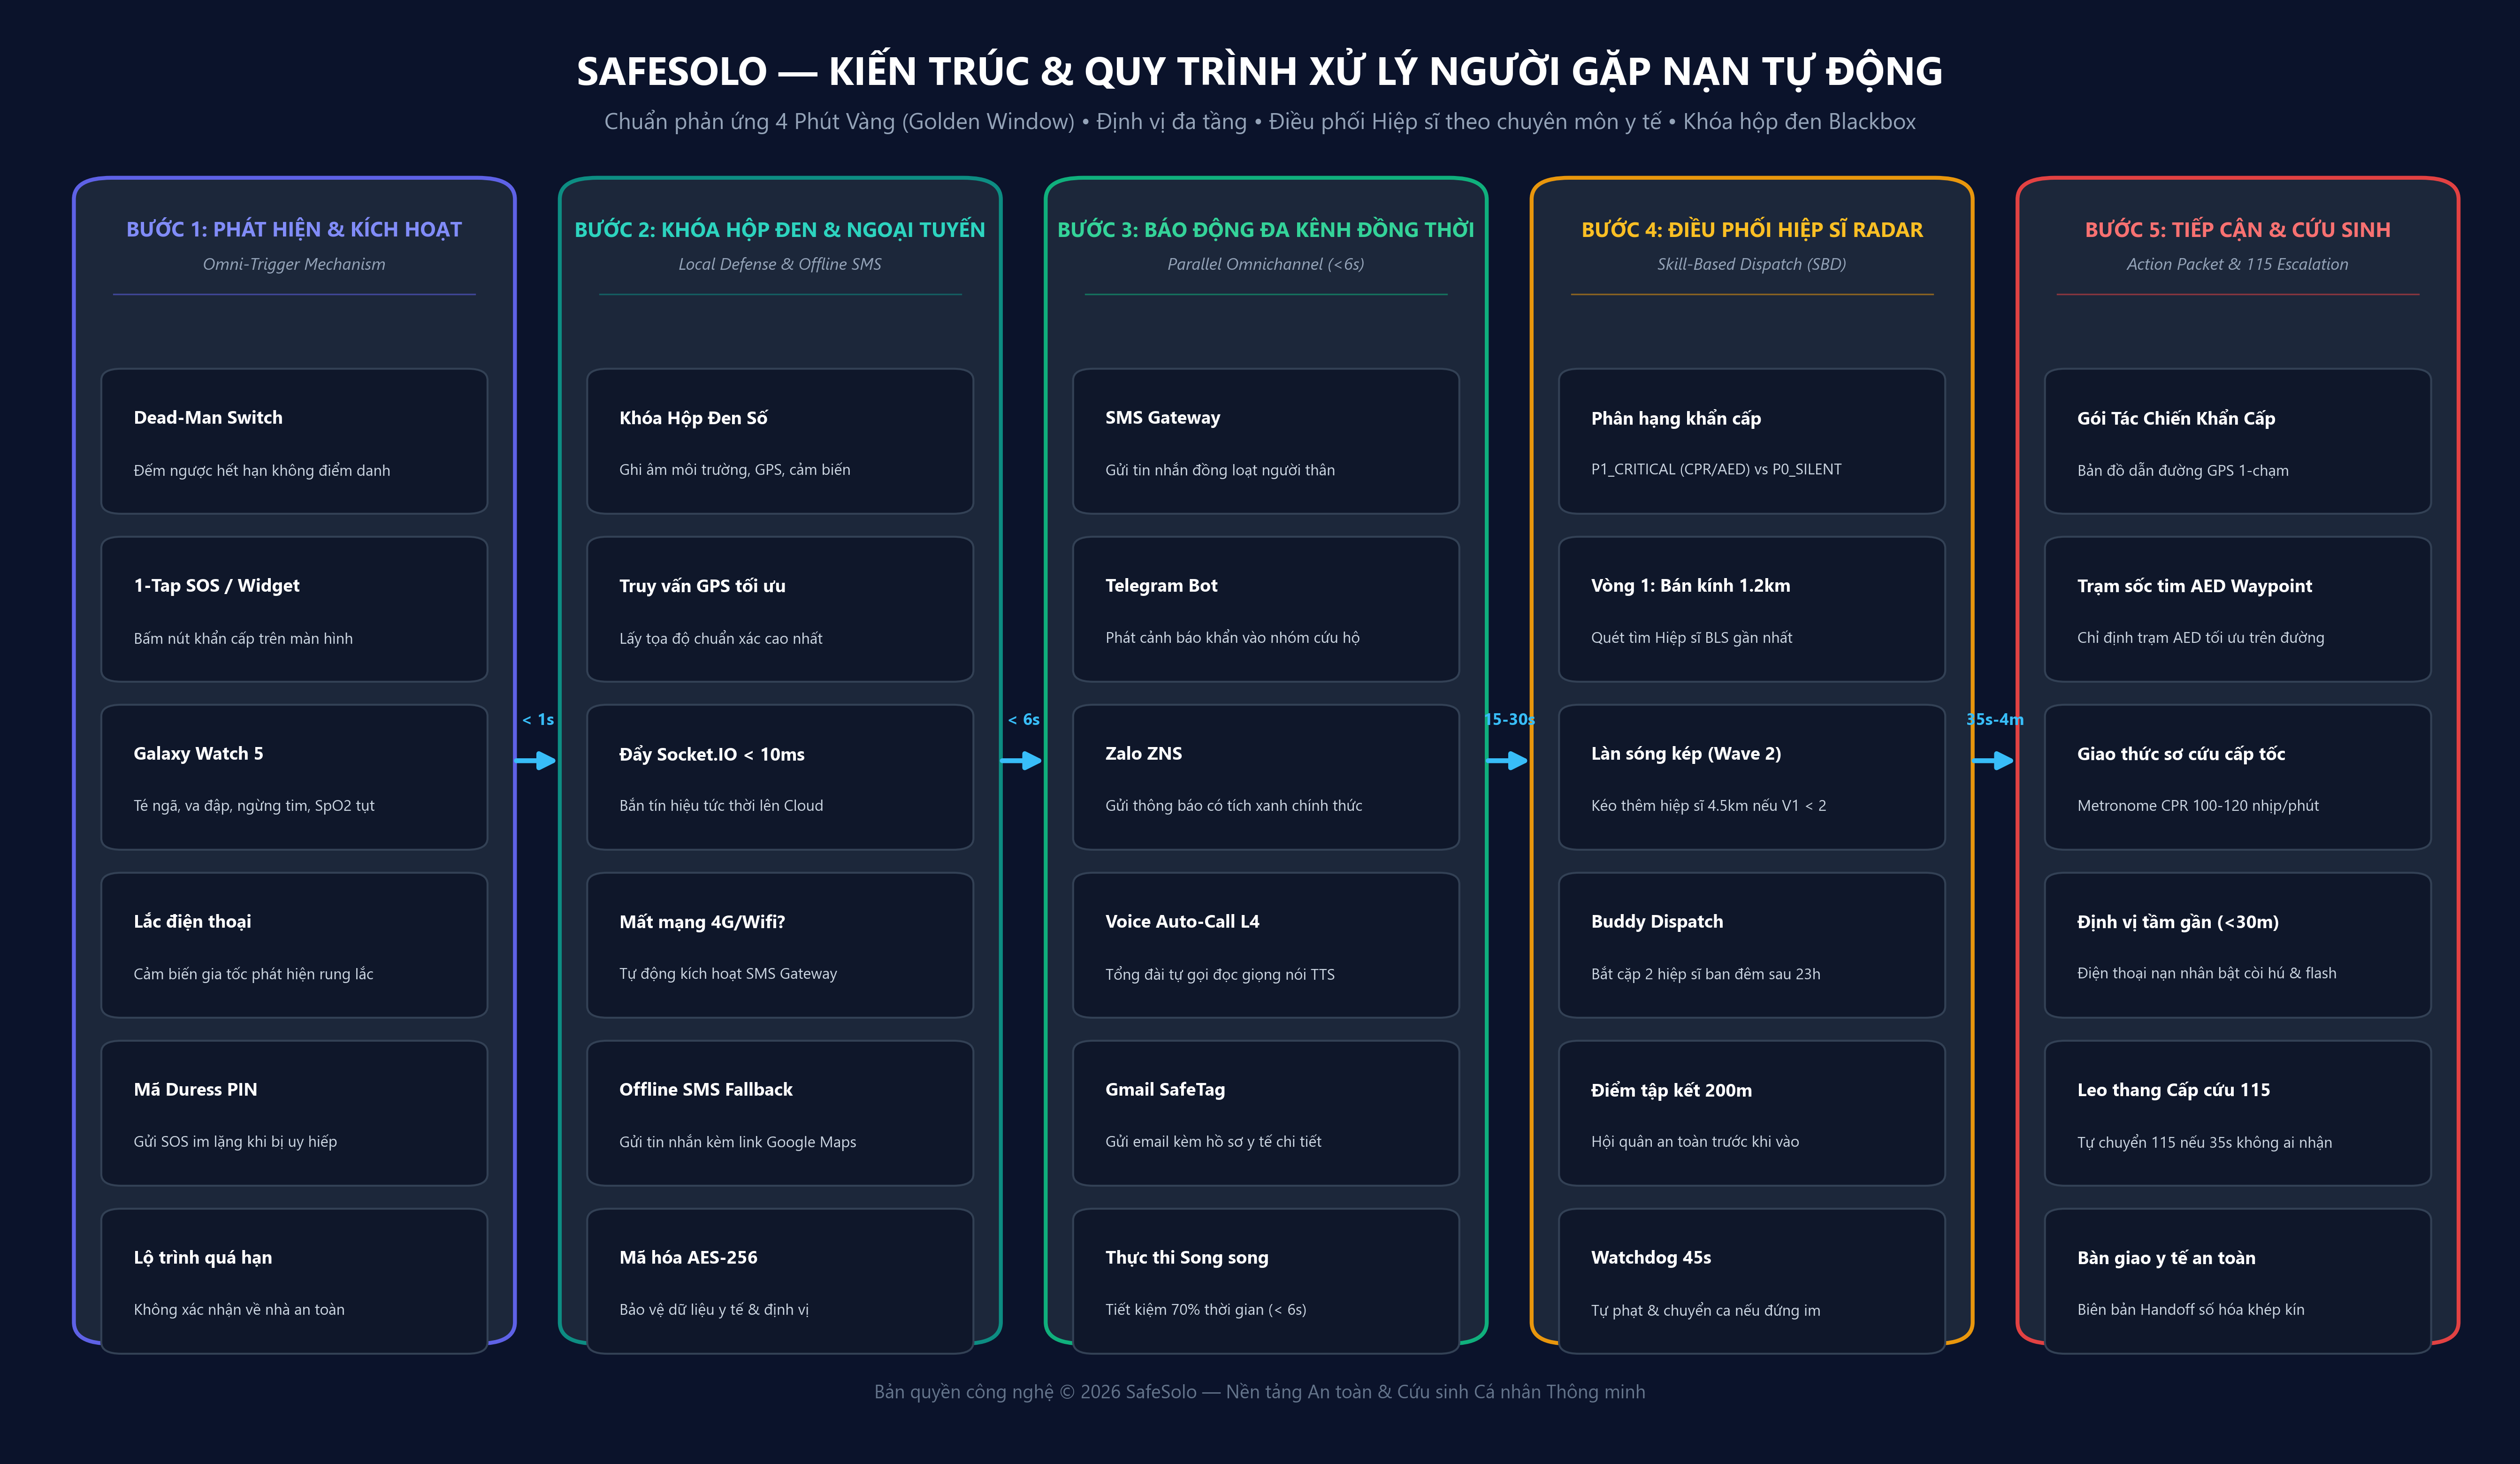 SAFESOLO — KIẾN TRÚC & QUY TRÌNH XỬ LÝ NGƯỜI GẶP NẠN TỰ ĐỘNG
Chuẩn phản ứng 4 Phút Vàng (Golden Window) • Định vị đa tầng • Điều phối Hiệp sĩ theo chuyên môn y tế • Khóa hộp đen Blackbox
BƯỚC 1: PHÁT HIỆN & KÍCH HOẠT
Omni-Trigger Mechanism
Dead-Man Switch
Đếm ngược hết hạn không điểm danh
1-Tap SOS / Widget
Bấm nút khẩn cấp trên màn hình
Galaxy Watch 5
Té ngã, va đập, ngừng tim, SpO2 tụt
Lắc điện thoại
Cảm biến gia tốc phát hiện rung lắc
Mã Duress PIN
Gửi SOS im lặng khi bị uy hiếp
Lộ trình quá hạn
Không xác nhận về nhà an toàn
< 1s
BƯỚC 2: KHÓA HỘP ĐEN & NGOẠI TUYẾN
Local Defense & Offline SMS
Khóa Hộp Đen Số
Ghi âm môi trường, GPS, cảm biến
Truy vấn GPS tối ưu
Lấy tọa độ chuẩn xác cao nhất
Đẩy Socket.IO < 10ms
Bắn tín hiệu tức thời lên Cloud
Mất mạng 4G/Wifi?
Tự động kích hoạt SMS Gateway
Offline SMS Fallback
Gửi tin nhắn kèm link Google Maps
Mã hóa AES-256
Bảo vệ dữ liệu y tế & định vị
< 6s
BƯỚC 3: BÁO ĐỘNG ĐA KÊNH ĐỒNG THỜI
Parallel Omnichannel (<6s)
SMS Gateway
Gửi tin nhắn đồng loạt người thân
Telegram Bot
Phát cảnh báo khẩn vào nhóm cứu hộ
Zalo ZNS
Gửi thông báo có tích xanh chính thức
Voice Auto-Call L4
Tổng đài tự gọi đọc giọng nói TTS
Gmail SafeTag
Gửi email kèm hồ sơ y tế chi tiết
Thực thi Song song
Tiết kiệm 70% thời gian (< 6s)
15-30s
BƯỚC 4: ĐIỀU PHỐI HIỆP SĨ RADAR
Skill-Based Dispatch (SBD)
Phân hạng khẩn cấp
P1_CRITICAL (CPR/AED) vs P0_SILENT
Vòng 1: Bán kính 1.2km
Quét tìm Hiệp sĩ BLS gần nhất
Làn sóng kép (Wave 2)
Kéo thêm hiệp sĩ 4.5km nếu V1 < 2
Buddy Dispatch
Bắt cặp 2 hiệp sĩ ban đêm sau 23h
Điểm tập kết 200m
Hội quân an toàn trước khi vào
Watchdog 45s
Tự phạt & chuyển ca nếu đứng im
35s-4m
BƯỚC 5: TIẾP CẬN & CỨU SINH
Action Packet & 115 Escalation
Gói Tác Chiến Khẩn Cấp
Bản đồ dẫn đường GPS 1-chạm
Trạm sốc tim AED Waypoint
Chỉ định trạm AED tối ưu trên đường
Giao thức sơ cứu cấp tốc
Metronome CPR 100-120 nhịp/phút
Định vị tầm gần (<30m)
Điện thoại nạn nhân bật còi hú & flash
Leo thang Cấp cứu 115
Tự chuyển 115 nếu 35s không ai nhận
Bàn giao y tế an toàn
Biên bản Handoff số hóa khép kín
Bản quyền công nghệ © 2026 SafeSolo — Nền tảng An toàn & Cứu sinh Cá nhân Thông minh